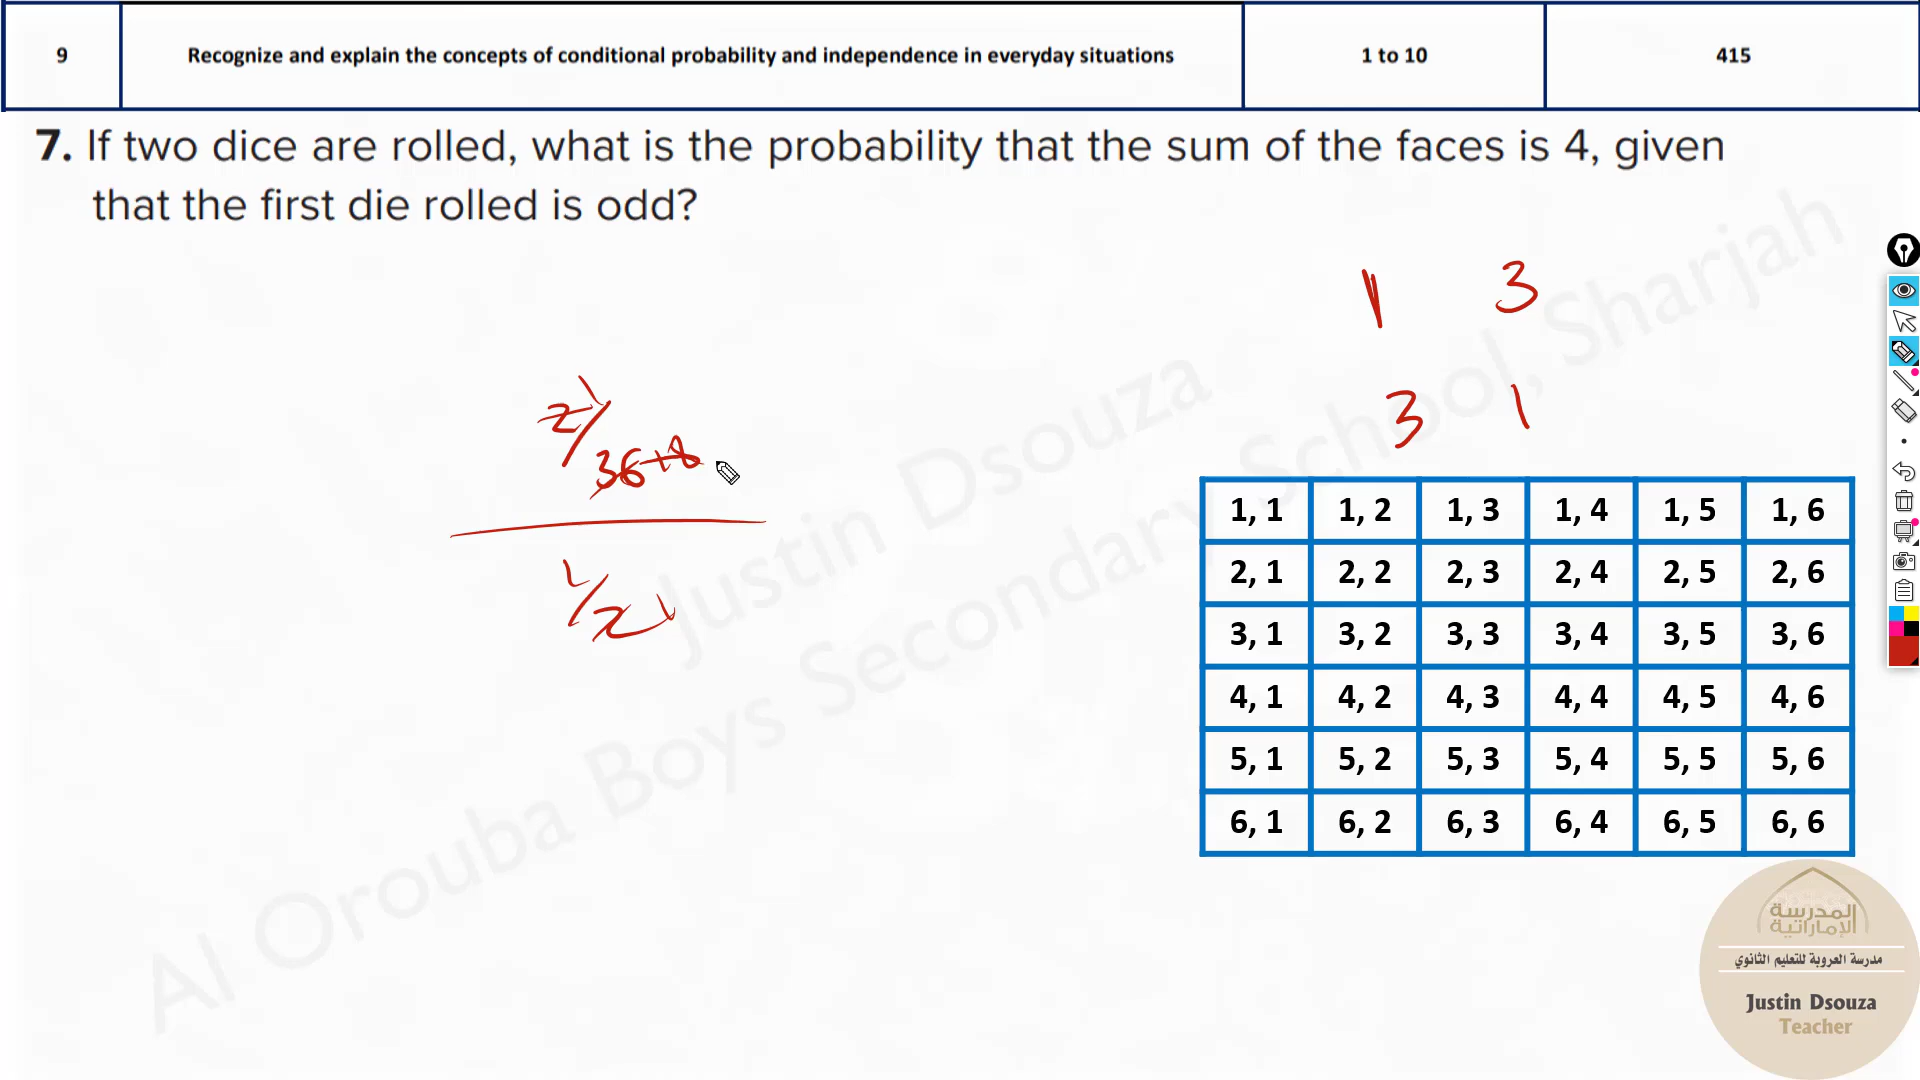 9 Recognize and explain the concepts of conditional probability and independence in everyday situations 1 to 10 415
7. If two dice are rolled, what is the probability that the sum of the faces is 4, given
that the first die rolled is odd?
1 3
3 1
2/36 18
1/2
1, 1 1, 2 1, 3 1, 4 1, 5 1, 6
2, 1 2, 2 2, 3 2, 4 2, 5 2, 6
3, 1 3, 2 3, 3 3, 4 3, 5 3, 6
4, 1 4, 2 4, 3 4, 4 4, 5 4, 6
5, 1 5, 2 5, 3 5, 4 5, 5 5, 6
6, 1 6, 2 6, 3 6, 4 6, 5 6, 6
Justin Dsouza
Al Orouba Boys Secondary School, Sharjah
المدرسة
الإماراتية
مدرسة العروبة للتعليم الثانوي
Justin Dsouza
Teacher